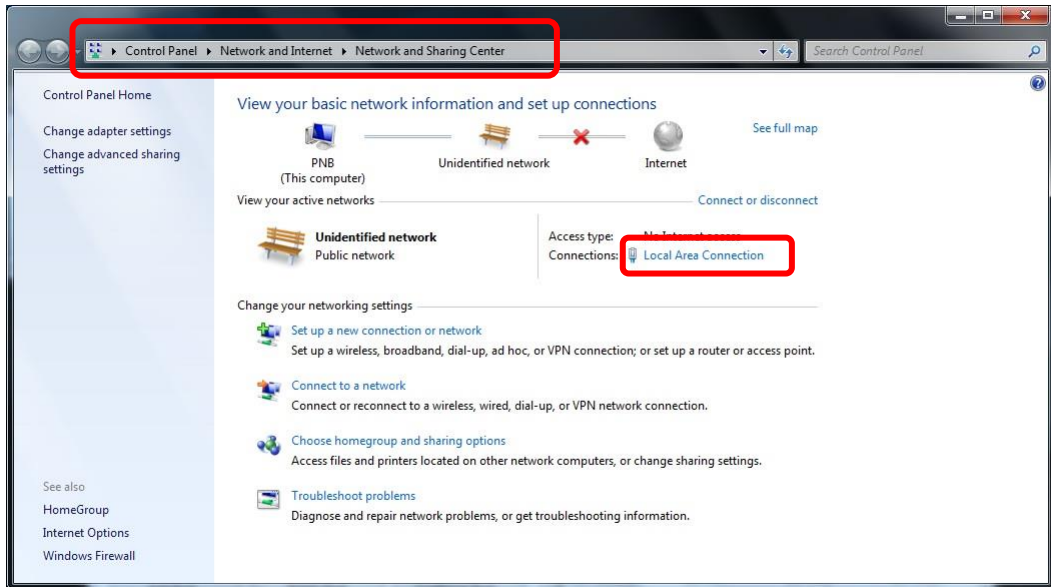 Control Panel ▸ Network and Internet ▸ Network and Sharing Center
Search Control Panel
Control Panel Home
Change adapter settings
Change advanced sharing
settings
View your basic network information and set up connections
See full map
PNB
(This computer)
Unidentified network
Internet
View your active networks
Connect or disconnect
Unidentified network
Public network
Access type: No Internet access
Connections: Local Area Connection
Change your networking settings
Set up a new connection or network
Set up a wireless, broadband, dial-up, ad hoc, or VPN connection; or set up a router or access point.
Connect to a network
Connect or reconnect to a wireless, wired, dial-up, or VPN network connection.
Choose homegroup and sharing options
Access files and printers located on other network computers, or change sharing settings.
Troubleshoot problems
Diagnose and repair network problems, or get troubleshooting information.
See also
HomeGroup
Internet Options
Windows Firewall